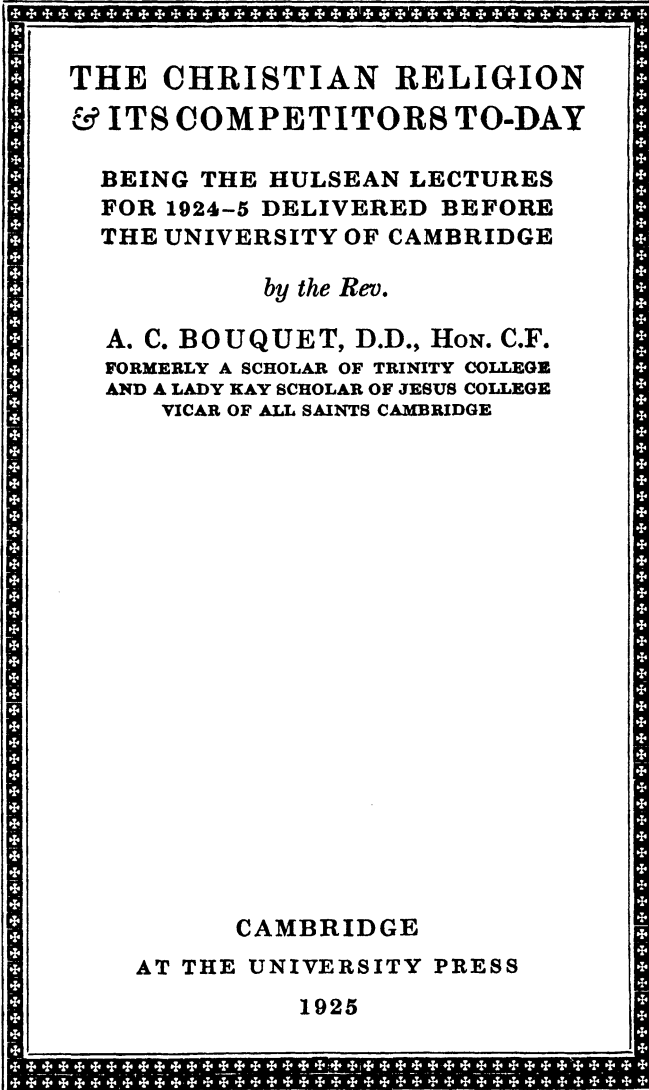 THE CHRISTIAN RELIGION
& ITS COMPETITORS TO-DAY
BEING THE HULSEAN LECTURES
FOR 1924–5 DELIVERED BEFORE
THE UNIVERSITY OF CAMBRIDGE
by the Rev.
A. C. BOUQUET, D.D., HON. C.F.
FORMERLY A SCHOLAR OF TRINITY COLLEGE
AND A LADY KAY SCHOLAR OF JESUS COLLEGE
VICAR OF ALL SAINTS CAMBRIDGE
CAMBRIDGE
AT THE UNIVERSITY PRESS
1925